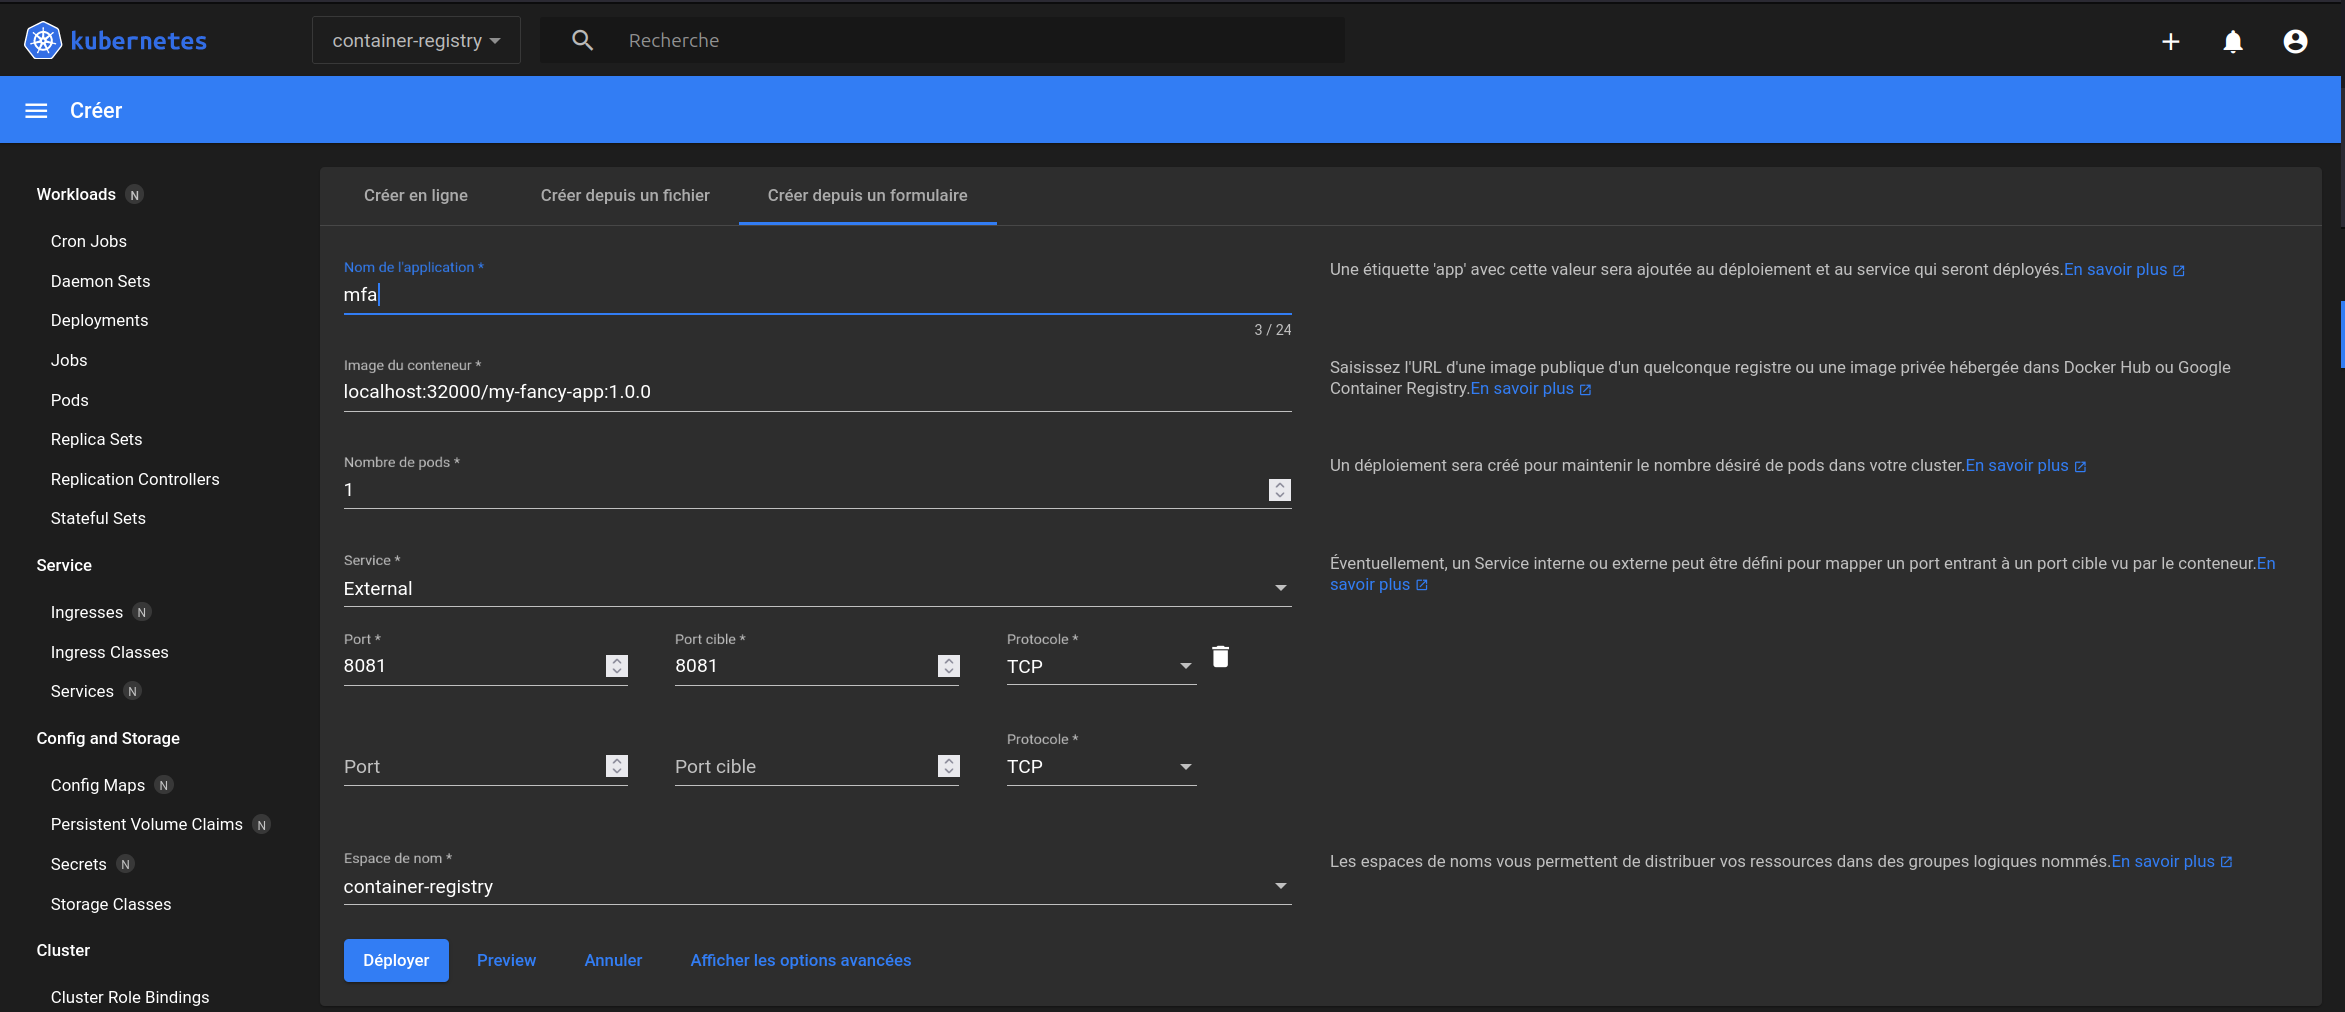 kubernetes
container-registry
Recherche
Créer
Workloads N
Cron Jobs
Daemon Sets
Deployments
Jobs
Pods
Replica Sets
Replication Controllers
Stateful Sets
Service
Ingresses N
Ingress Classes
Services N
Config and Storage
Config Maps N
Persistent Volume Claims N
Secrets N
Storage Classes
Cluster
Cluster Role Bindings
Créer en ligne
Créer depuis un fichier
Créer depuis un formulaire
Nom de l'application *
mfa
3 / 24
Une étiquette 'app' avec cette valeur sera ajoutée au déploiement et au service qui seront déployés.En savoir plus
Image du conteneur *
localhost:32000/my-fancy-app:1.0.0
Saisissez l'URL d'une image publique d'un quelconque registre ou une image privée hébergée dans Docker Hub ou Google
Container Registry.En savoir plus
Nombre de pods *
1
Un déploiement sera créé pour maintenir le nombre désiré de pods dans votre cluster.En savoir plus
Service *
External
Éventuellement, un Service interne ou externe peut être défini pour mapper un port entrant à un port cible vu par le conteneur.En
savoir plus
Port *
8081
Port cible *
8081
Protocole *
TCP
Port
Port cible
Protocole *
TCP
Espace de nom *
container-registry
Les espaces de noms vous permettent de distribuer vos ressources dans des groupes logiques nommés.En savoir plus
Déployer
Preview
Annuler
Afficher les options avancées